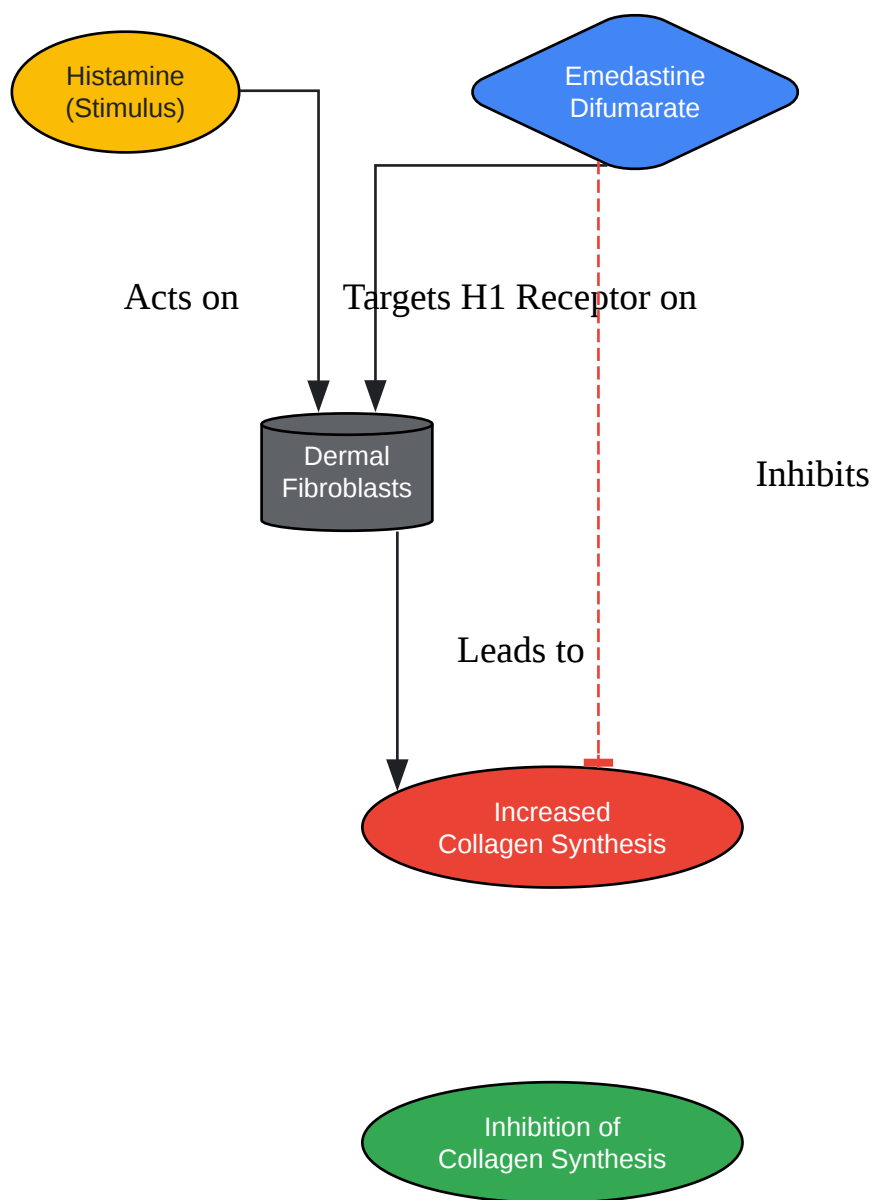 Histamine
(Stimulus)
Emedastine
Difumarate
Acts on
Targets H1 Receptor on
Dermal
Fibroblasts
Inhibits
Leads to
Increased
Collagen Synthesis
Inhibition of
Collagen Synthesis